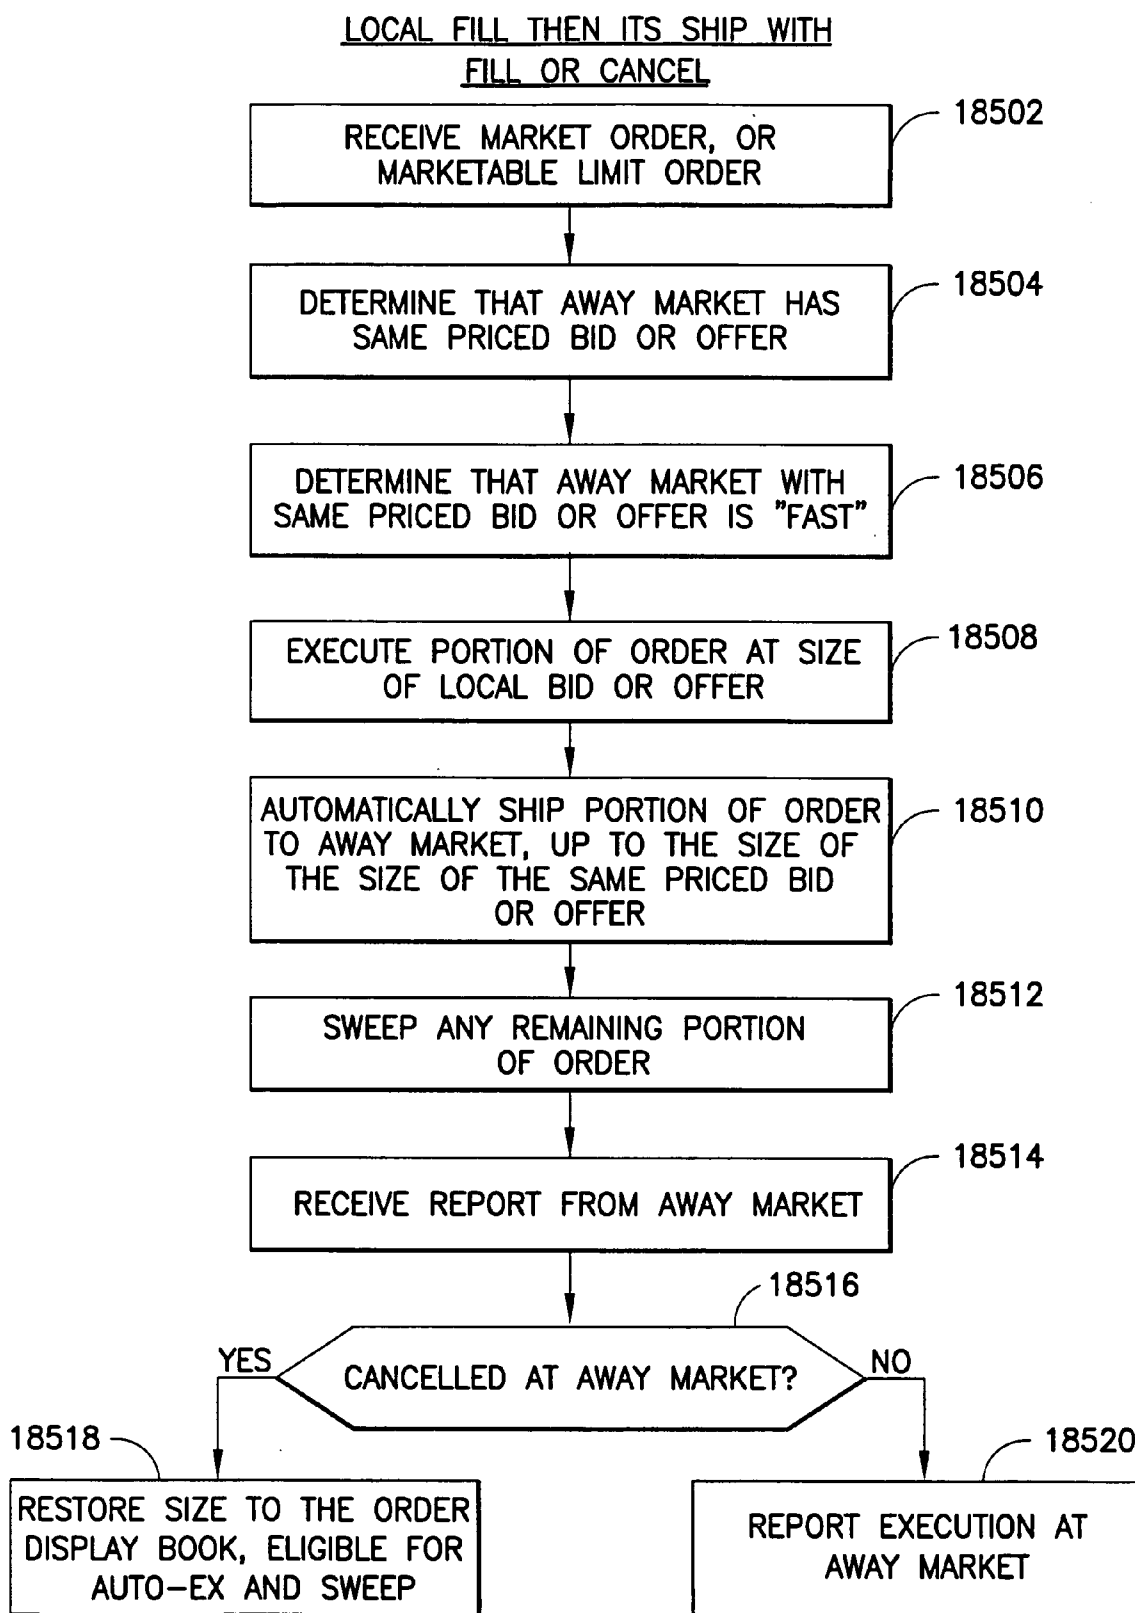 LOCAL FILL THEN ITS SHIP WITH
FILL OR CANCEL
18502
RECEIVE MARKET ORDER, OR
MARKETABLE LIMIT ORDER
18504
DETERMINE THAT AWAY MARKET HAS
SAME PRICED BID OR OFFER
18506
DETERMINE THAT AWAY MARKET WITH
SAME PRICED BID OR OFFER IS "FAST"
18508
EXECUTE PORTION OF ORDER AT SIZE
OF LOCAL BID OR OFFER
18510
AUTOMATICALLY SHIP PORTION OF ORDER
TO AWAY MARKET, UP TO THE SIZE OF
THE SIZE OF THE SAME PRICED BID
OR OFFER
18512
SWEEP ANY REMAINING PORTION
OF ORDER
18514
RECEIVE REPORT FROM AWAY MARKET
18516
YES
CANCELLED AT AWAY MARKET?
NO
18518
RESTORE SIZE TO THE ORDER
DISPLAY BOOK, ELIGIBLE FOR
AUTO-EX AND SWEEP
18520
REPORT EXECUTION AT
AWAY MARKET